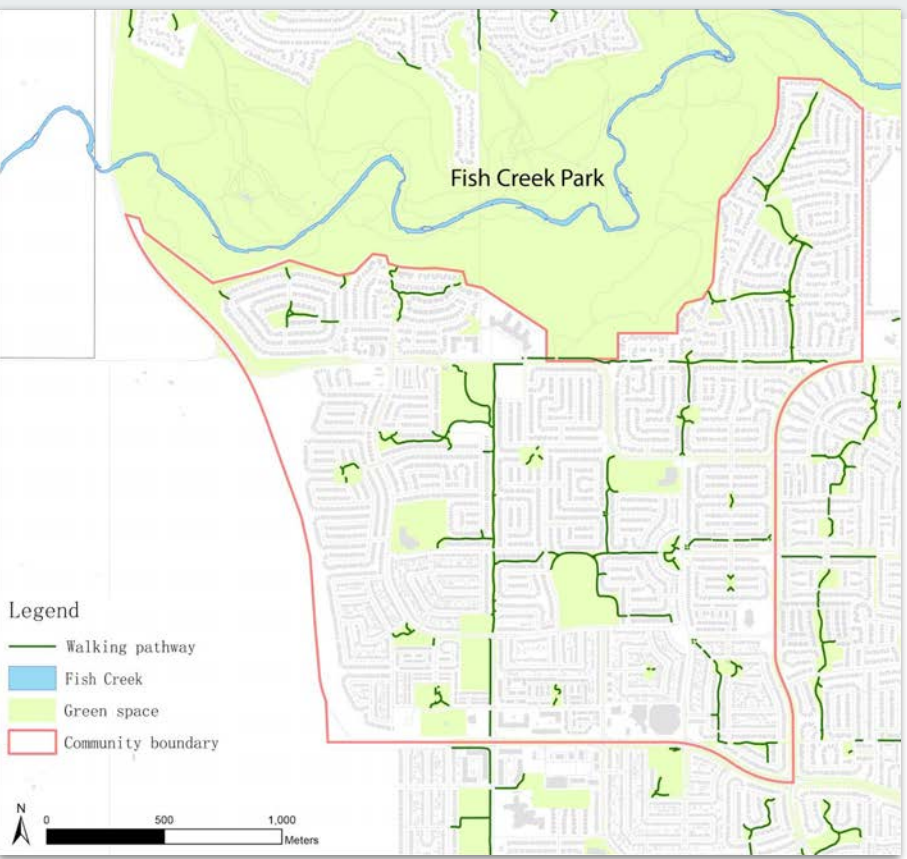 Fish Creek Park
Legend
Walking pathway
Fish Creek
Green space
Community boundary
N
0 500 1,000
Meters